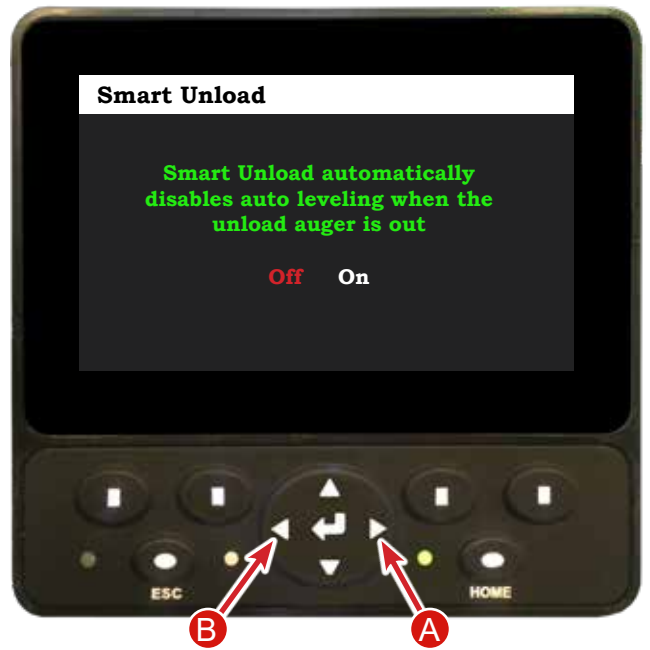 Smart Unload
Smart Unload automatically
disables auto leveling when the
unload auger is out
Off On
ESC
HOME
B
A